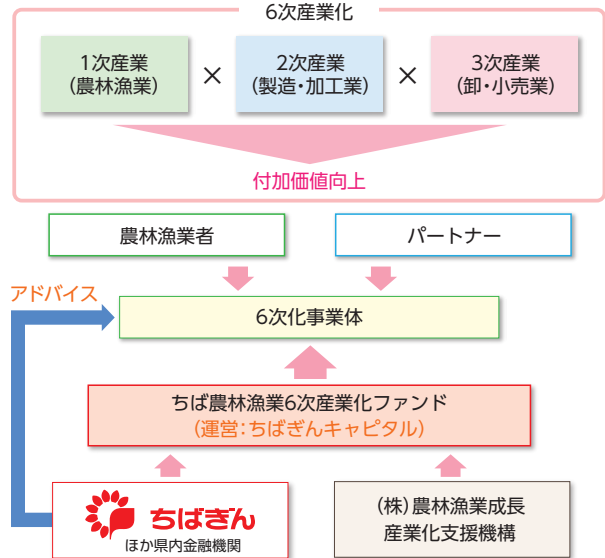 6次産業化
1次産業
(農林漁業)
×
2次産業
(製造・加工業)
×
3次産業
(卸・小売業)
付加価値向上
農林漁業者
パートナー
アドバイス
6次化事業体
ちば農林漁業6次産業化ファンド
(運営:ちばぎんキャピタル)
ちばぎん
ほか県内金融機関
(株)農林漁業成長
産業化支援機構